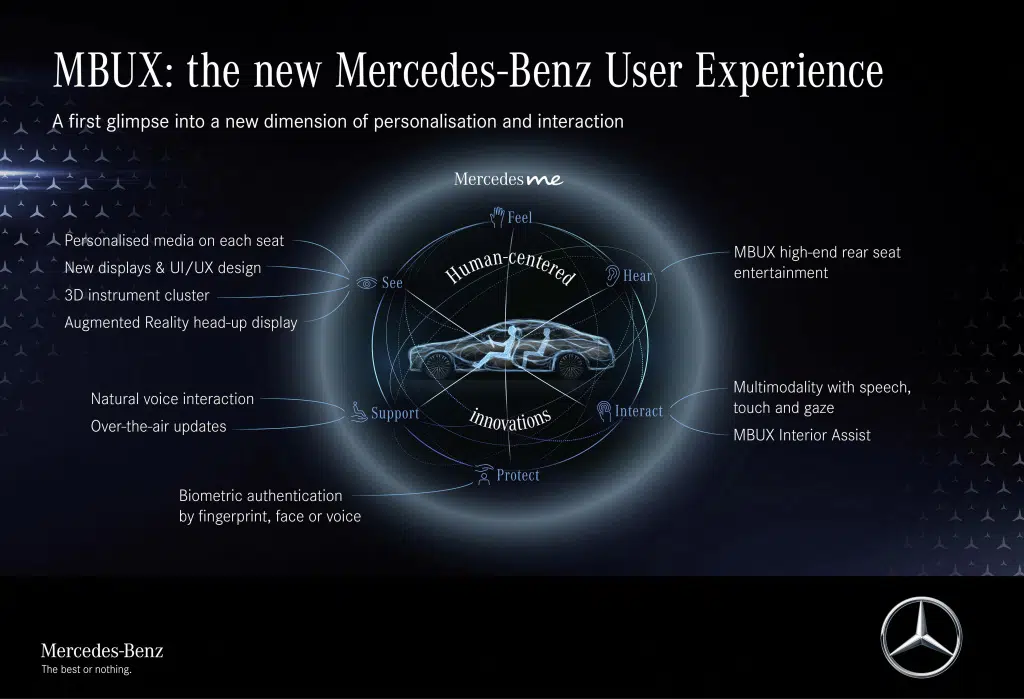 MBUX: the new Mercedes-Benz User Experience
A first glimpse into a new dimension of personalisation and interaction
Mercedes me
Feel
Human-centered
Personalised media on each seat
New displays & UI/UX design
3D instrument cluster
Augmented Reality head-up display
See
Hear
MBUX high-end rear seat
entertainment
Natural voice interaction
Over-the-air updates
Support
innovations
Interact
Multimodality with speech,
touch and gaze
MBUX Interior Assist
Protect
Biometric authentication
by fingerprint, face or voice
Mercedes-Benz
The best or nothing.